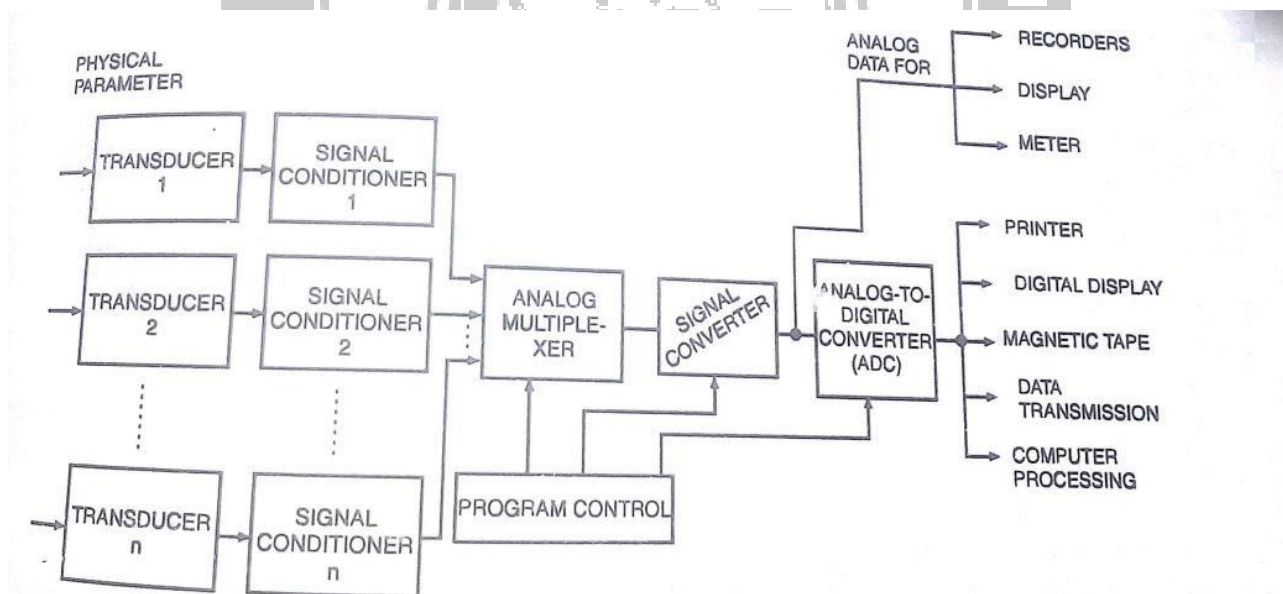 PHYSICAL
PARAMETER
TRANSDUCER
1
SIGNAL
CONDITIONER
1
TRANSDUCER
2
SIGNAL
CONDITIONER
2
TRANSDUCER
n
SIGNAL
CONDITIONER
n
ANALOG
MULTIPLE-
XER
SIGNAL
CONVERTER
ANALOG-TO-
DIGITAL
CONVERTER
(ADC)
PROGRAM CONTROL
ANALOG
DATA FOR
RECORDERS
DISPLAY
METER
PRINTER
DIGITAL DISPLAY
MAGNETIC TAPE
DATA
TRANSMISSION
COMPUTER
PROCESSING